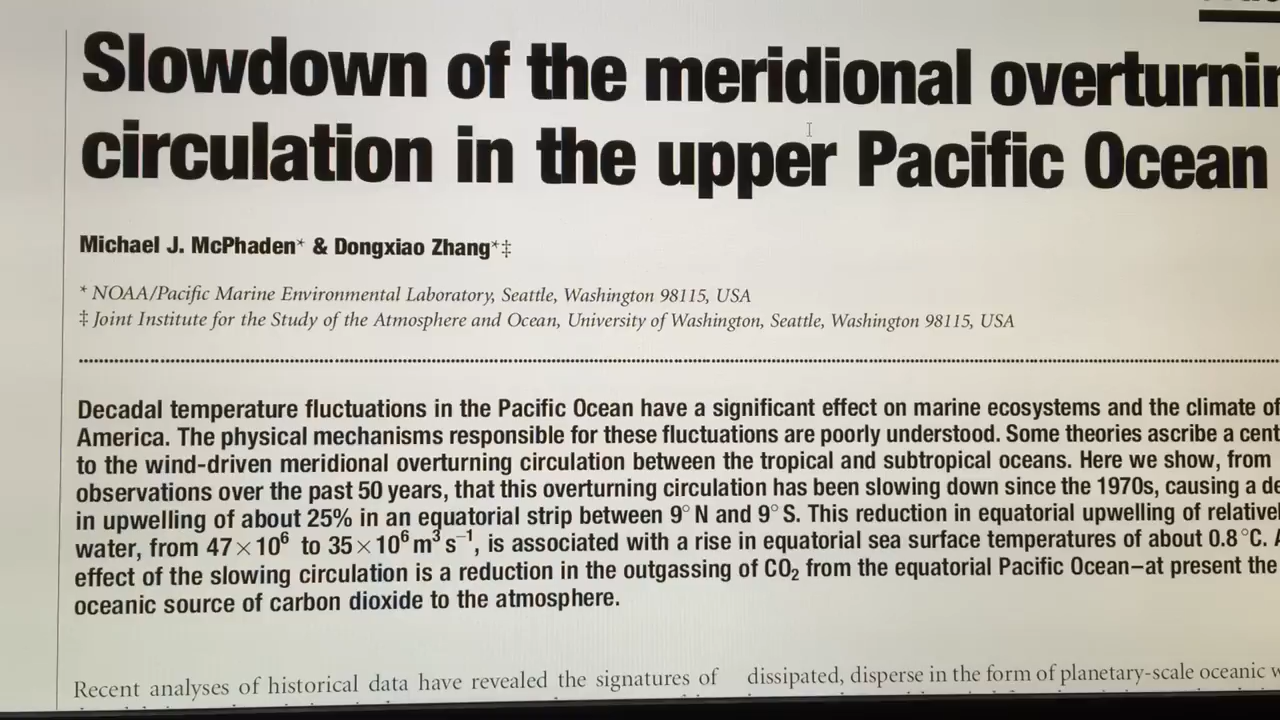 Slowdown of the meridional overturnin
circulation in the upper Pacific Ocean
Michael J. McPhaden* & Dongxiao Zhang*‡
* NOAA/Pacific Marine Environmental Laboratory, Seattle, Washington 98115, USA
‡ Joint Institute for the Study of the Atmosphere and Ocean, University of Washington, Seattle, Washington 98115, USA
Decadal temperature fluctuations in the Pacific Ocean have a significant effect on marine ecosystems and the climate of
America. The physical mechanisms responsible for these fluctuations are poorly understood. Some theories ascribe a cent
to the wind-driven meridional overturning circulation between the tropical and subtropical oceans. Here we show, from
observations over the past 50 years, that this overturning circulation has been slowing down since the 1970s, causing a de
in upwelling of about 25% in an equatorial strip between 9° N and 9° S. This reduction in equatorial upwelling of relativel
water, from 47×10⁶ to 35×10⁶ m³ s⁻¹, is associated with a rise in equatorial sea surface temperatures of about 0.8 °C. A
effect of the slowing circulation is a reduction in the outgassing of CO₂ from the equatorial Pacific Ocean—at present the
oceanic source of carbon dioxide to the atmosphere.
Recent analyses of historical data have revealed the signatures of
dissipated, disperse in the form of planetary-scale oceanic w